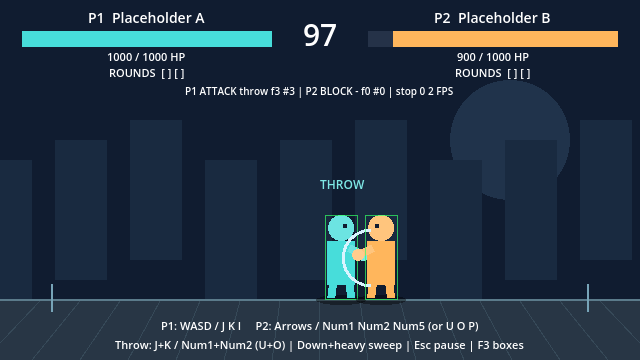 P1 Placeholder A
97
P2 Placeholder B
1000 / 1000 HP
900 / 1000 HP
ROUNDS [ ] [ ]
ROUNDS [ ] [ ]
P1 ATTACK throw f3 #3 | P2 BLOCK - f0 #0 | stop 0 2 FPS
THROW
P1: WASD / J K I P2: Arrows / Num1 Num2 Num5 (or U O P)
Throw: J+K / Num1+Num2 (U+O) | Down+heavy sweep | Esc pause | F3 boxes